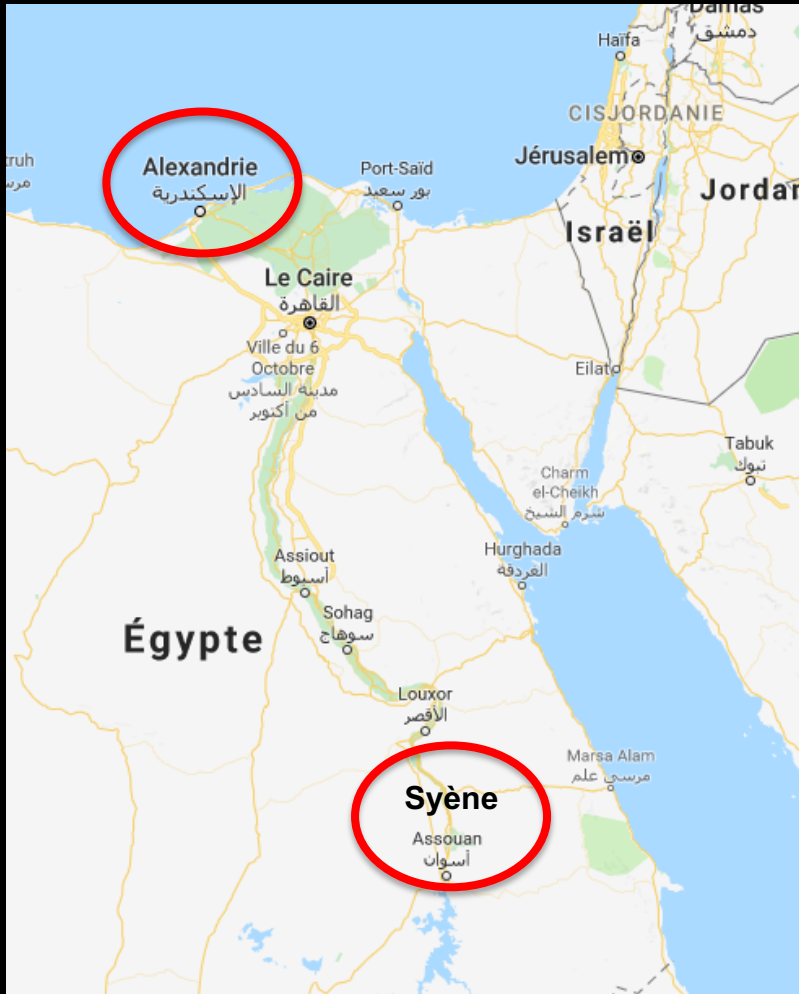 Damas
دمشق
Haïfa
CISJORDANIE
truh
مرس
Alexandrie
الإسكندرية
Port-Saïd
بور سعيد
Jérusalem
Jordan
Israël
Le Caire
القاهرة
Ville du 6
Octobre
مدينة السادس
من أكتوبر
Eilat
Tabuk
تبوك
Charm
el-Cheikh
شرم الشيخ
Hurghada
الغردقة
Assiout
أسيوط
Sohag
سوهاج
Égypte
Louxor
الأقصر
Marsa Alam
مرسى علم
Syène
Assouan
أسوان